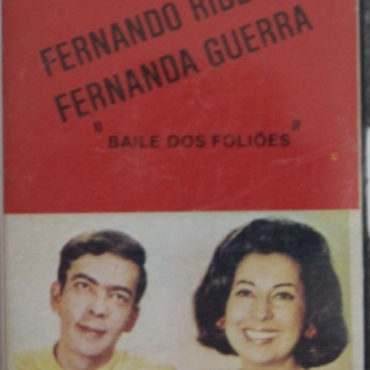 FERNANDO
FERNANDA GUERRA
"BAILE DOS FOLIÕES"